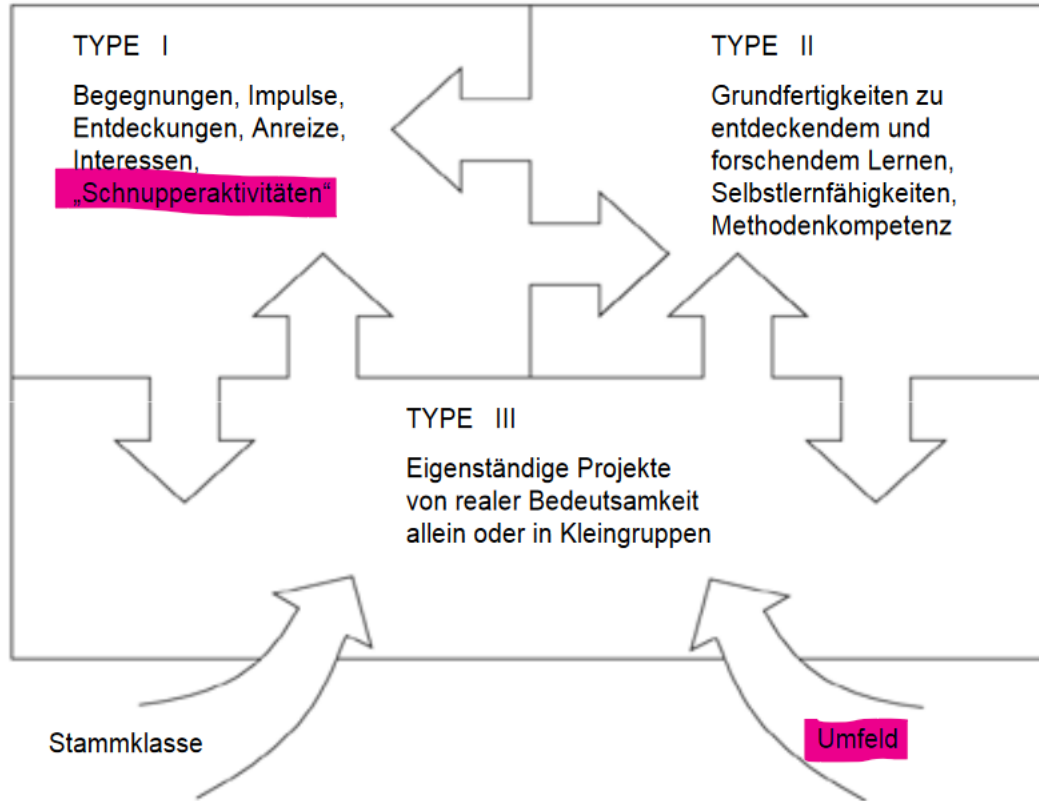 TYPE I
Begegnungen, Impulse,
Entdeckungen, Anreize,
Interessen,
„Schnupperaktivitäten“
TYPE II
Grundfertigkeiten zu
entdeckendem und
forschendem Lernen,
Selbstlernfähigkeiten,
Methodenkompetenz
TYPE III
Eigenständige Projekte
von realer Bedeutsamkeit
allein oder in Kleingruppen
Stammklasse
Umfeld